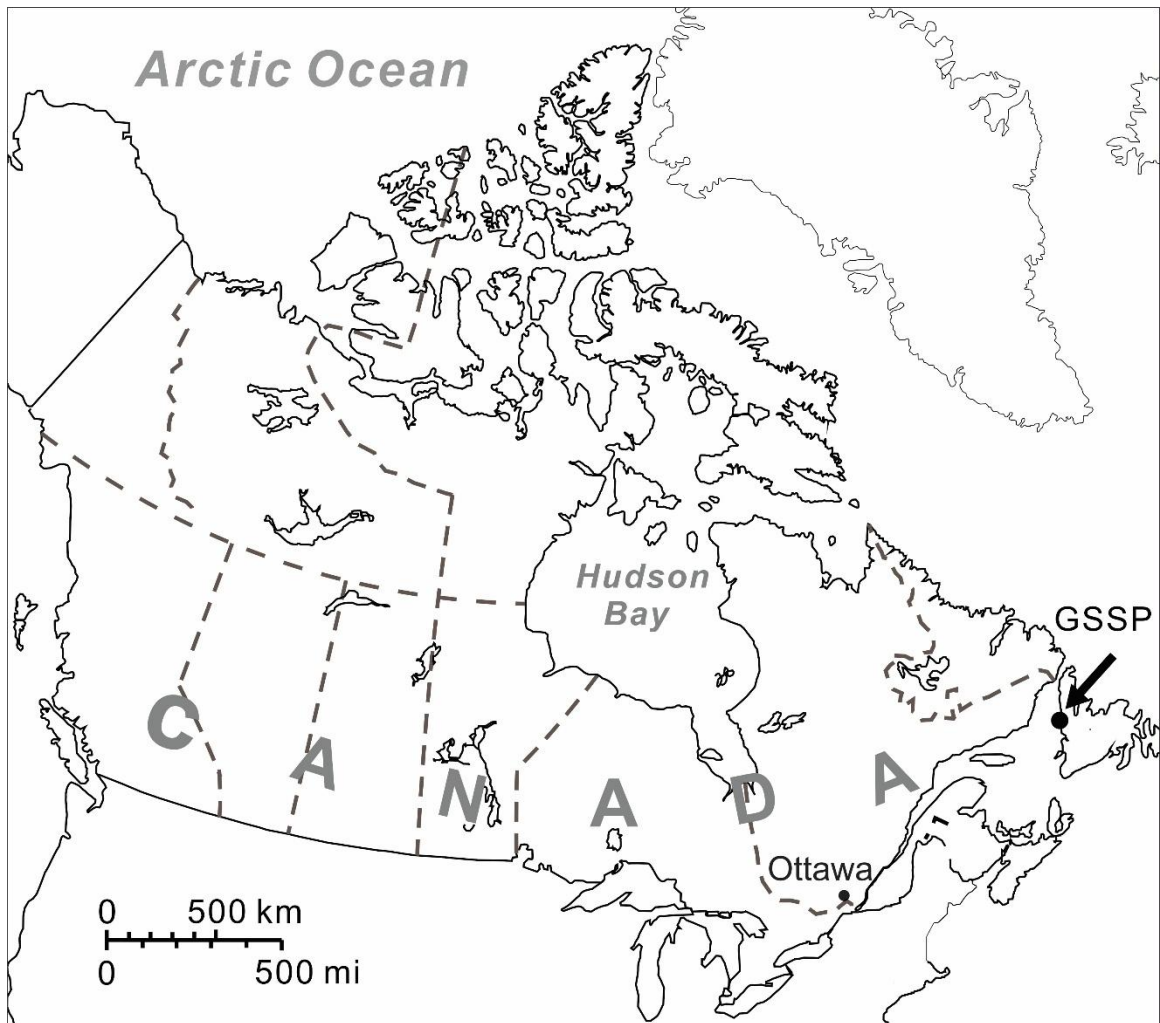 Arctic Ocean
Hudson
Bay
GSSP
C A N A D A
Ottawa
0 500 km
0 500 mi